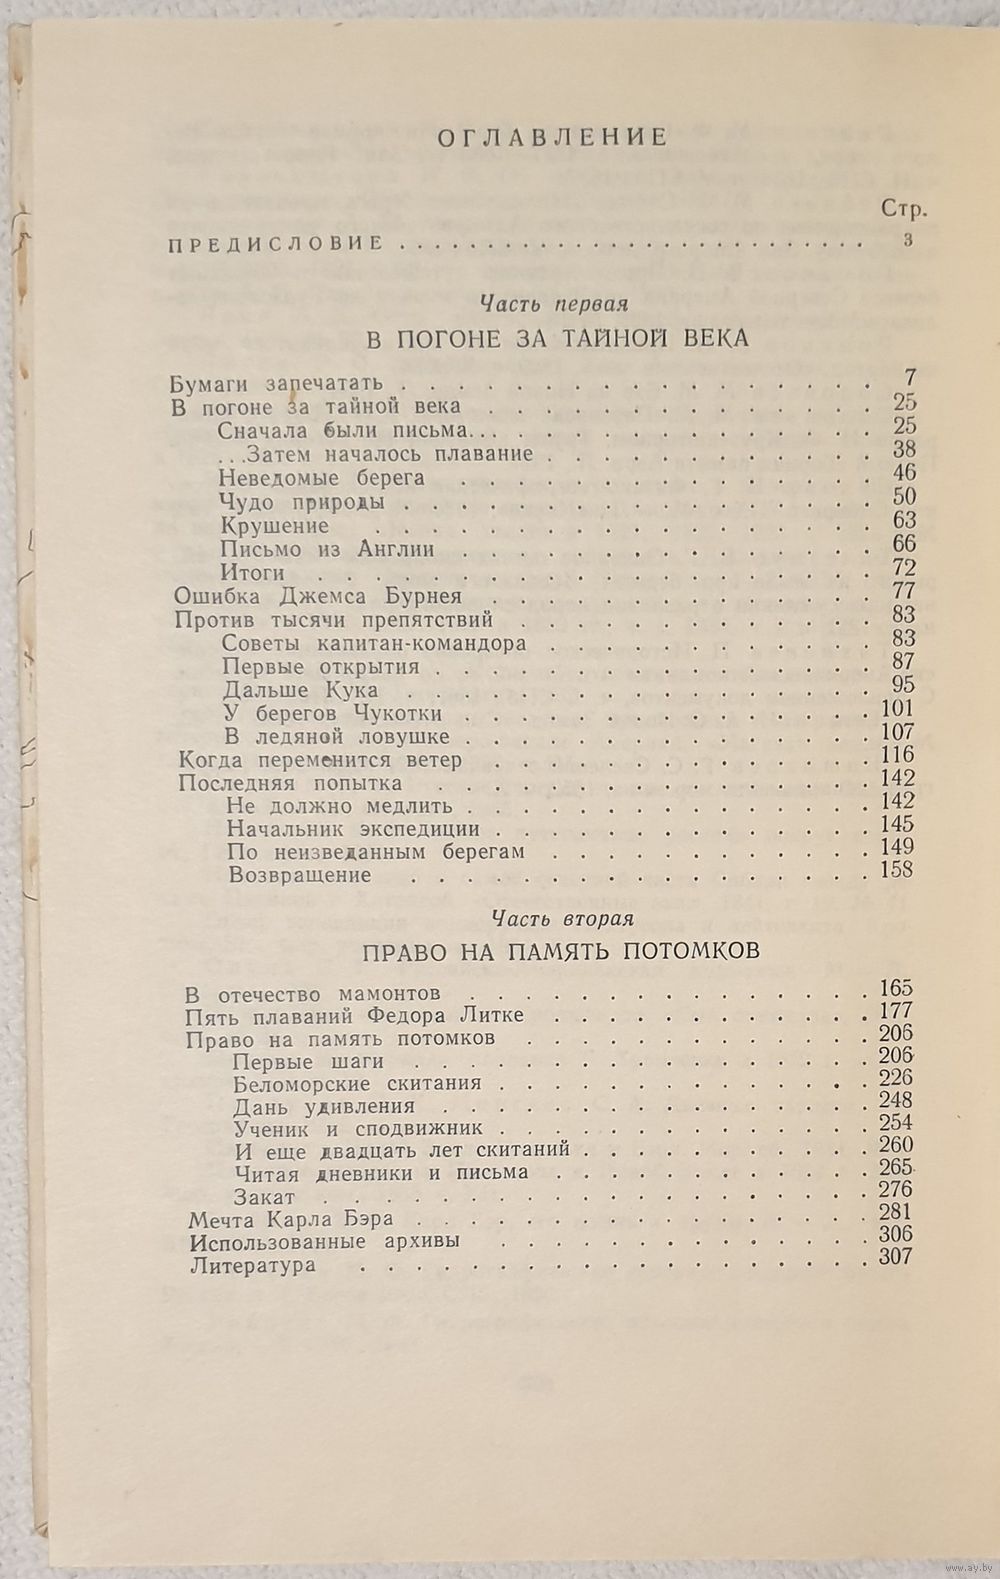 ОГЛАВЛЕНИЕ
Стр.
ПРЕДИСЛОВИЕ . . . . . . . . . . . . . . . . . . . . . . . . . . . 3
Часть первая
В ПОГОНЕ ЗА ТАЙНОЙ ВЕКА
Бумаги запечатать . . . . . . . . . . . . . . . . . 7
В погоне за тайной века . . . . . . . . . . . . . . 25
Сначала были письма... . . . . . . . . . . . . . 25
...Затем началось плавание . . . . . . . . . . . . 38
Неведомые берега . . . . . . . . . . . . . . . 46
Чудо природы . . . . . . . . . . . . . . . . . 50
Крушение . . . . . . . . . . . . . . . . . . 63
Письмо из Англии . . . . . . . . . . . . . . . 66
Итоги . . . . . . . . . . . . . . . . . . . . 72
Ошибка Джемса Бурнея . . . . . . . . . . . . . . 77
Против тысячи препятствий . . . . . . . . . . . . . 83
Советы капитан-командора . . . . . . . . . . . . 83
Первые открытия . . . . . . . . . . . . . . . . 87
Дальше Кука . . . . . . . . . . . . . . . . . 95
У берегов Чукотки . . . . . . . . . . . . . . . 101
В ледяной ловушке . . . . . . . . . . . . . . . 107
Когда переменится ветер . . . . . . . . . . . . . . 116
Последняя попытка . . . . . . . . . . . . . . . . 142
Не должно медлить . . . . . . . . . . . . . . . 142
Начальник экспедиции . . . . . . . . . . . . . . 145
По неизведанным берегам . . . . . . . . . . . . 149
Возвращение . . . . . . . . . . . . . . . . . 158
Часть вторая
ПРАВО НА ПАМЯТЬ ПОТОМКОВ
В отечество мамонтов . . . . . . . . . . . . . . . 165
Пять плаваний Федора Литке . . . . . . . . . . . . 177
Право на память потомков . . . . . . . . . . . . . 206
Первые шаги . . . . . . . . . . . . . . . . . 206
Беломорские скитания . . . . . . . . . . . . . . 226
Дань удивления . . . . . . . . . . . . . . . . 248
Ученик и сподвижник . . . . . . . . . . . . . . 254
И еще двадцать лет скитаний . . . . . . . . . . . 260
Читая дневники и письма . . . . . . . . . . . . 265
Закат . . . . . . . . . . . . . . . . . . . . 276
Мечта Карла Бэра . . . . . . . . . . . . . . . . . 281
Использованные архивы . . . . . . . . . . . . . . 306
Литература . . . . . . . . . . . . . . . . . . . 307
www.ay.by